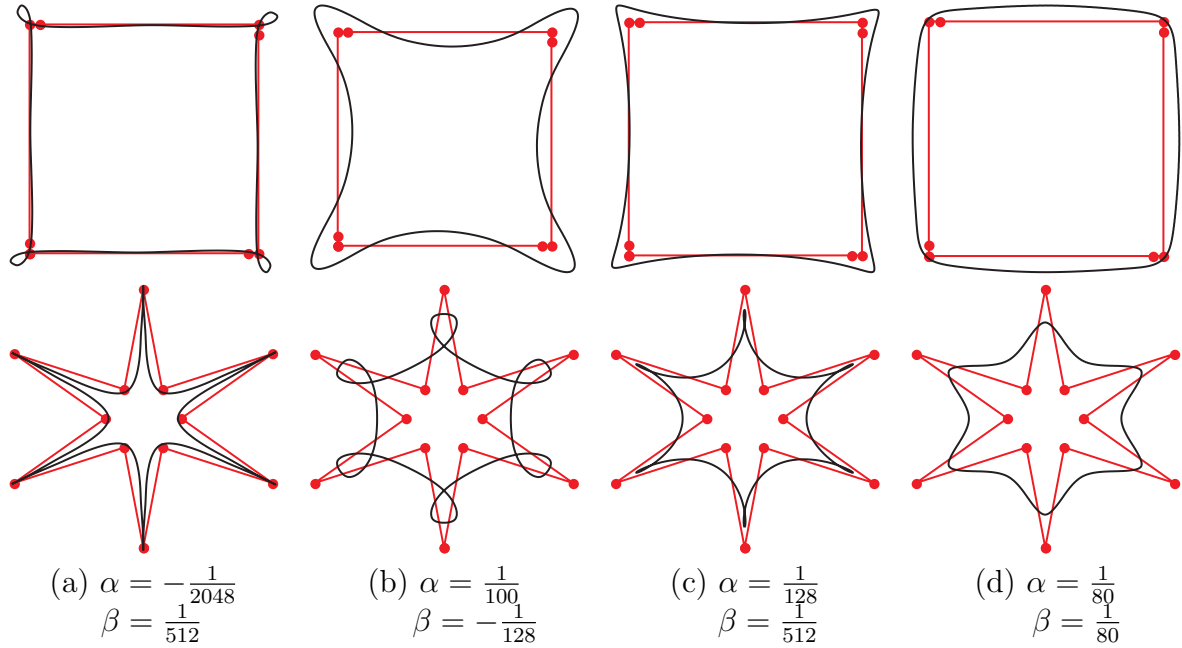 (a) α = −1/2048
β = 1/512
(b) α = 1/100
β = −1/128
(c) α = 1/128
β = 1/512
(d) α = 1/80
β = 1/80